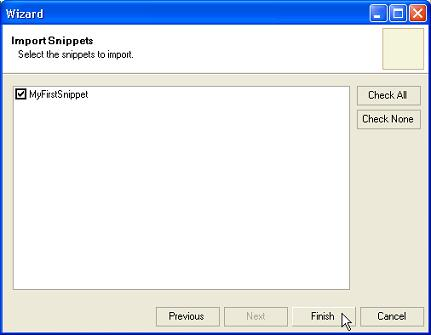 Wizard
Import Snippets
Select the snippets to import.
MyFirstSnippet
Check All
Check None
Previous
Next
Finish
Cancel